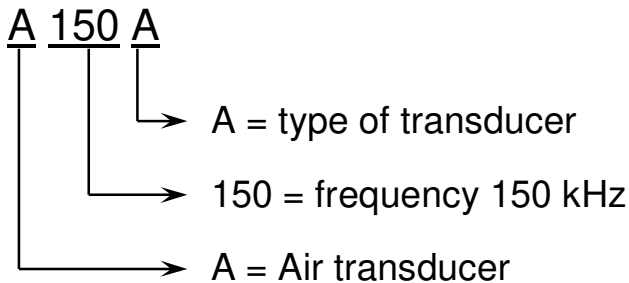 A 150 A
A = type of transducer
150 = frequency 150 kHz
A = Air transducer